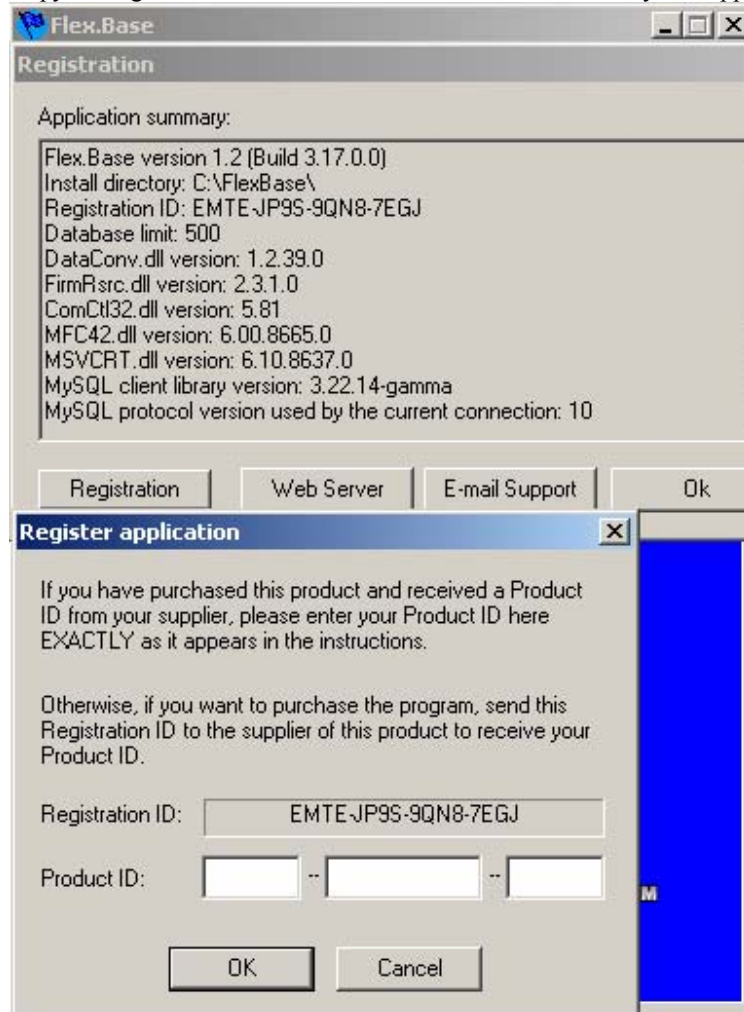 Flex.Base
Registration
Application summary:
Flex.Base version 1.2 (Build 3.17.0.0)
Install directory: C:\FlexBase\
Registration ID: EMTE-JP9S-9QN8-7EGJ
Database limit: 500
DataConv.dll version: 1.2.39.0
FirmRsrc.dll version: 2.3.1.0
ComCtl32.dll version: 5.81
MFC42.dll version: 6.00.8665.0
MSVCRT.dll version: 6.10.8637.0
MySQL client library version: 3.22.14-gamma
MySQL protocol version used by the current connection: 10
Registration Web Server E-mail Support Ok
Register application
If you have purchased this product and received a Product
ID from your supplier, please enter your Product ID here
EXACTLY as it appears in the instructions.
Otherwise, if you want to purchase the program, send this
Registration ID to the supplier of this product to receive your
Product ID.
Registration ID: EMTE-JP9S-9QN8-7EGJ
Product ID: -- --
M
OK Cancel